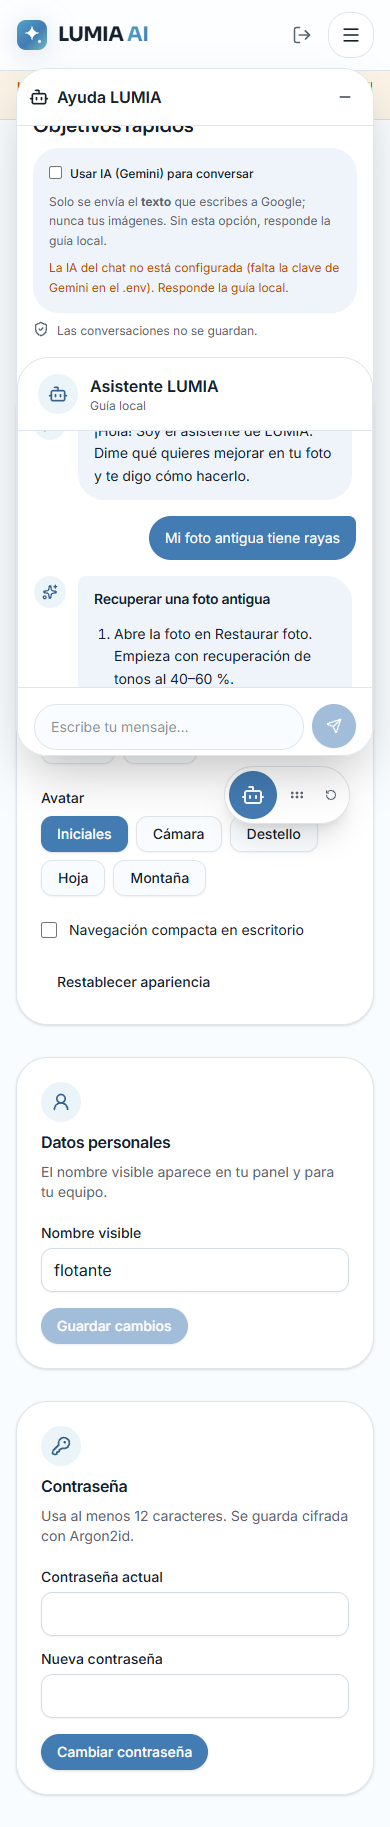 LUMIA AI
Ayuda LUMIA
Objetivos rápidos
Usar IA (Gemini) para conversar
Solo se envía el texto que escribes a Google;
nunca tus imágenes. Sin esta opción, responde la
guía local.
La IA del chat no está configurada (falta la clave de
Gemini en el .env). Responde la guía local.
Las conversaciones no se guardan.
Asistente LUMIA
Guía local
¡Hola! Soy el asistente de LUMIA.
Dime qué quieres mejorar en tu foto
y te digo cómo hacerlo.
Mi foto antigua tiene rayas
Recuperar una foto antigua
1. Abre la foto en Restaurar foto.
Empieza con recuperación de
tonos al 40–60 %.
Escribe tu mensaje...
Avatar
Iniciales
Cámara
Destello
Hoja
Montaña
Navegación compacta en escritorio
Restablecer apariencia
Datos personales
El nombre visible aparece en tu panel y para
tu equipo.
Nombre visible
flotante
Guardar cambios
Contraseña
Usa al menos 12 caracteres. Se guarda cifrada
con Argon2id.
Contraseña actual
Nueva contraseña
Cambiar contraseña